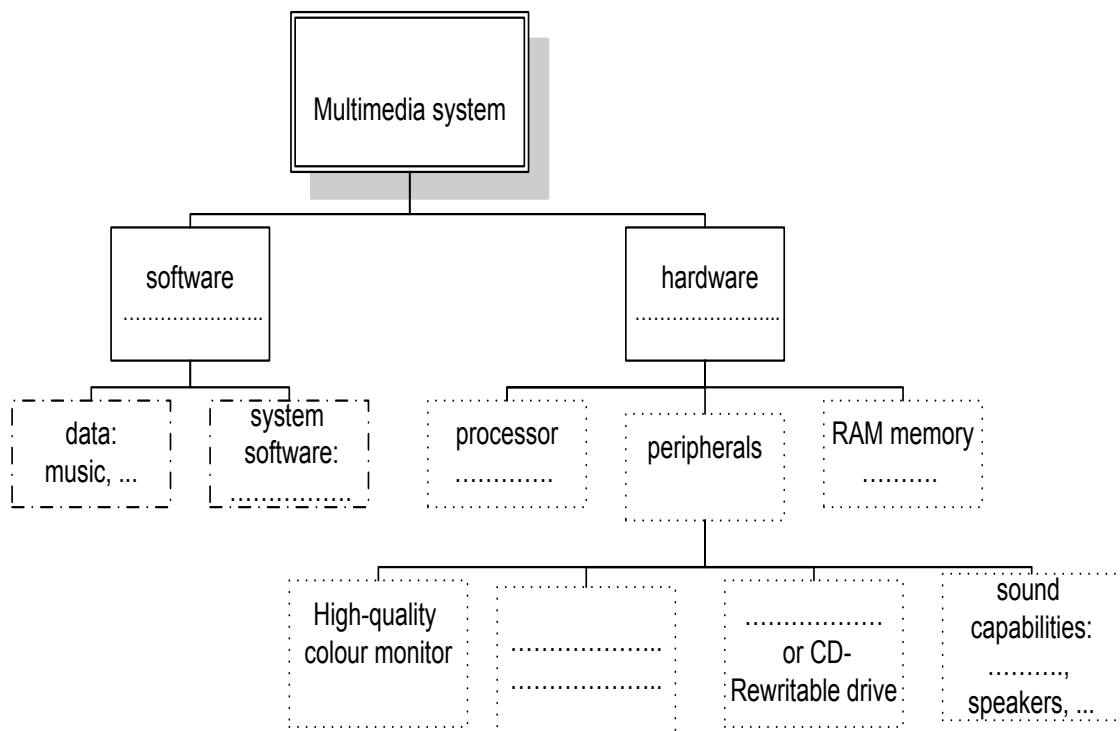 Multimedia system
software
........................
hardware
........................
data:
music, ...
system
software:
................
processor
.............
peripherals
RAM memory
..........
High-quality
colour monitor
....................
....................
..................
or CD-
Rewritable drive
sound
capabilities:
..........,
speakers, ...